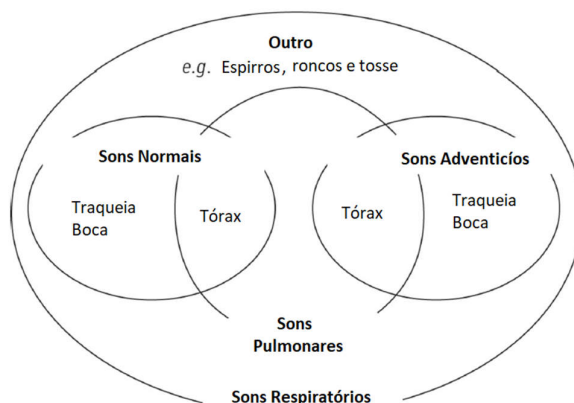 Outro
e.g. Espirros, roncos e tosse
Sons Normais
Sons Adventicíos
Traqueia
Boca
Tórax
Tórax
Traqueia
Boca
Sons
Pulmonares
Sons Respiratórios